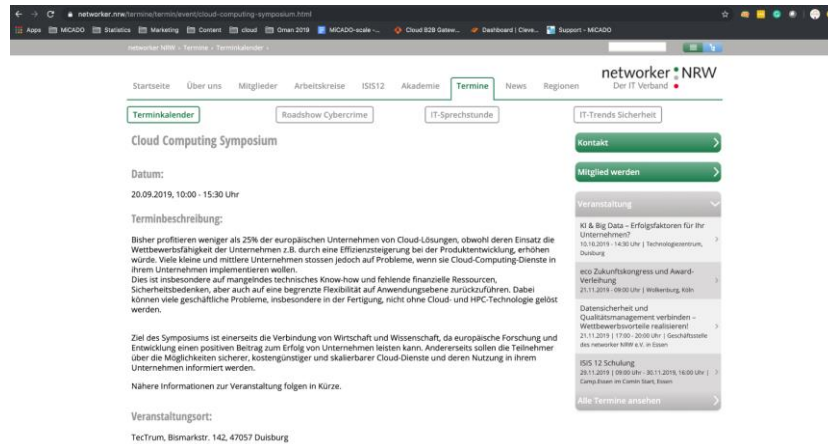 networker.nrw/termine/termin/event/cloud-computing-symposium.html
Apps MICADO Statistics Marketing Content cloud Oman 2019 MiCADO-scale -... Cloud B2B Gatew... Dashboard | Cleve... Support - MiCADO
networker NRW › Termine › Terminkalender ›
networker NRW
Der IT Verband
Startseite Über uns Mitglieder Arbeitskreise ISIS12 Akademie Termine News Regionen
Terminkalender Roadshow Cybercrime IT-Sprechstunde IT-Trends Sicherheit
Cloud Computing Symposium
Datum:
20.09.2019, 10:00 - 15:30 Uhr
Terminbeschreibung:
Bisher profitieren weniger als 25% der europäischen Unternehmen von Cloud-Lösungen, obwohl deren Einsatz die
Wettbewerbsfähigkeit der Unternehmen z.B. durch eine Effizienzsteigerung bei der Produktentwicklung, erhöhen
würde. Viele kleine und mittlere Unternehmen stossen jedoch auf Probleme, wenn sie Cloud-Computing-Dienste in
ihrem Unternehmen implementieren wollen.
Dies ist insbesondere auf mangelndes technisches Know-how und fehlende finanzielle Ressourcen,
Sicherheitsbedenken, aber auch auf eine begrenzte Flexibilität auf Anwendungsebene zurückzuführen. Dabei
können viele geschäftliche Probleme, insbesondere in der Fertigung, nicht ohne Cloud- und HPC-Technologie gelöst
werden.
Ziel des Symposiums ist einerseits die Verbindung von Wirtschaft und Wissenschaft, da europäische Forschung und
Entwicklung einen positiven Beitrag zum Erfolg von Unternehmen leisten kann. Andererseits sollen die Teilnehmer
über die Möglichkeiten sicherer, kostengünstiger und skalierbarer Cloud-Dienste und deren Nutzung in ihrem
Unternehmen informiert werden.
Nähere Informationen zur Veranstaltung folgen in Kürze.
Veranstaltungsort:
TecTrum, Bismarkstr. 142, 47057 Duisburg
Kontakt
Mitglied werden
Veranstaltung
KI & Big Data – Erfolgsfaktoren für Ihr
Unternehmen?
10.10.2019 - 14:30 Uhr | Technologiezentrum,
Duisburg
eco Zukunftskongress und Award-
Verleihung
21.11.2019 - 09:00 Uhr | Wolkenburg, Köln
Datensicherheit und
Qualitätsmanagement verbinden –
Wettbewerbsvorteile realisieren!
21.11.2019 | 17:00 - 20:00 Uhr | Geschäftsstelle
des networker NRW e.V. in Essen
ISIS 12 Schulung
29.11.2019 | 09:00 Uhr - 30.11.2019, 16:00 Uhr |
Camp.Essen im Comin Start, Essen
Alle Termine ansehen